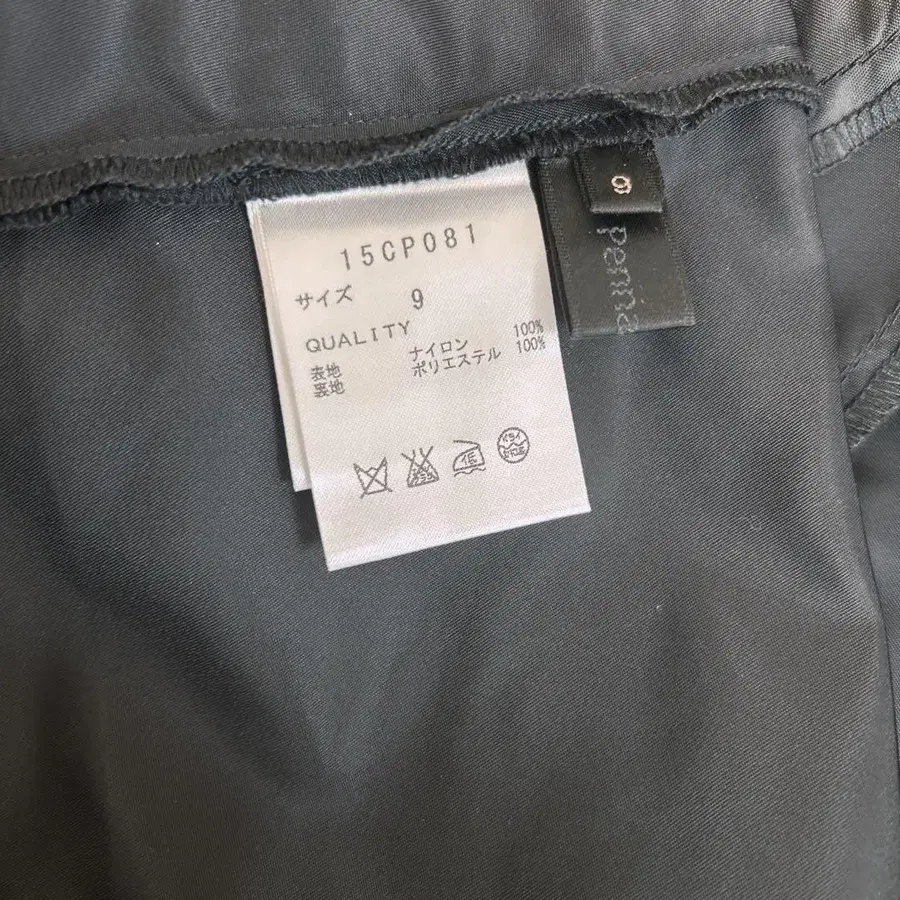 15CP081
サイズ 9
QUALITY
表地 ナイロン 100%
裏地 ポリエステル 100%
9
penna